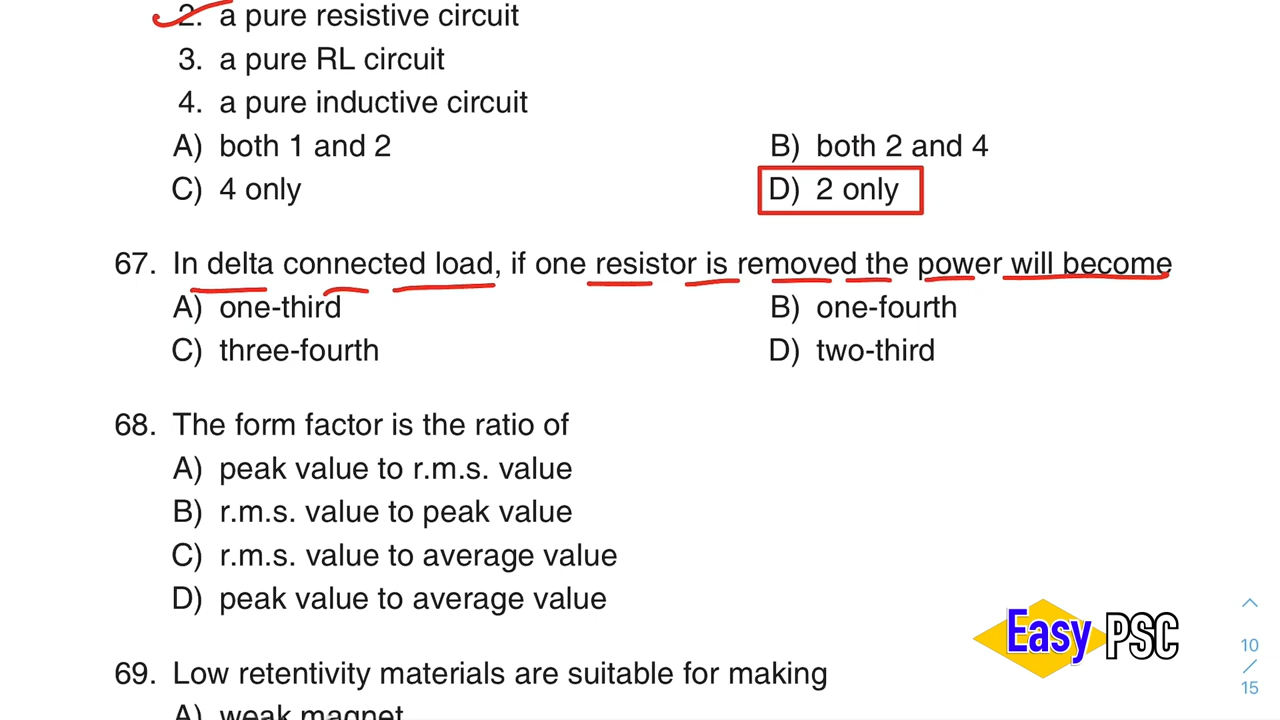 2. a pure resistive circuit
3. a pure RL circuit
4. a pure inductive circuit
A) both 1 and 2 B) both 2 and 4
C) 4 only D) 2 only
67. In delta connected load, if one resistor is removed the power will become
A) one-third B) one-fourth
C) three-fourth D) two-third
68. The form factor is the ratio of
A) peak value to r.m.s. value
B) r.m.s. value to peak value
C) r.m.s. value to average value
D) peak value to average value
Easy PSC
10
/
15
69. Low retentivity materials are suitable for making
A) weak magnet